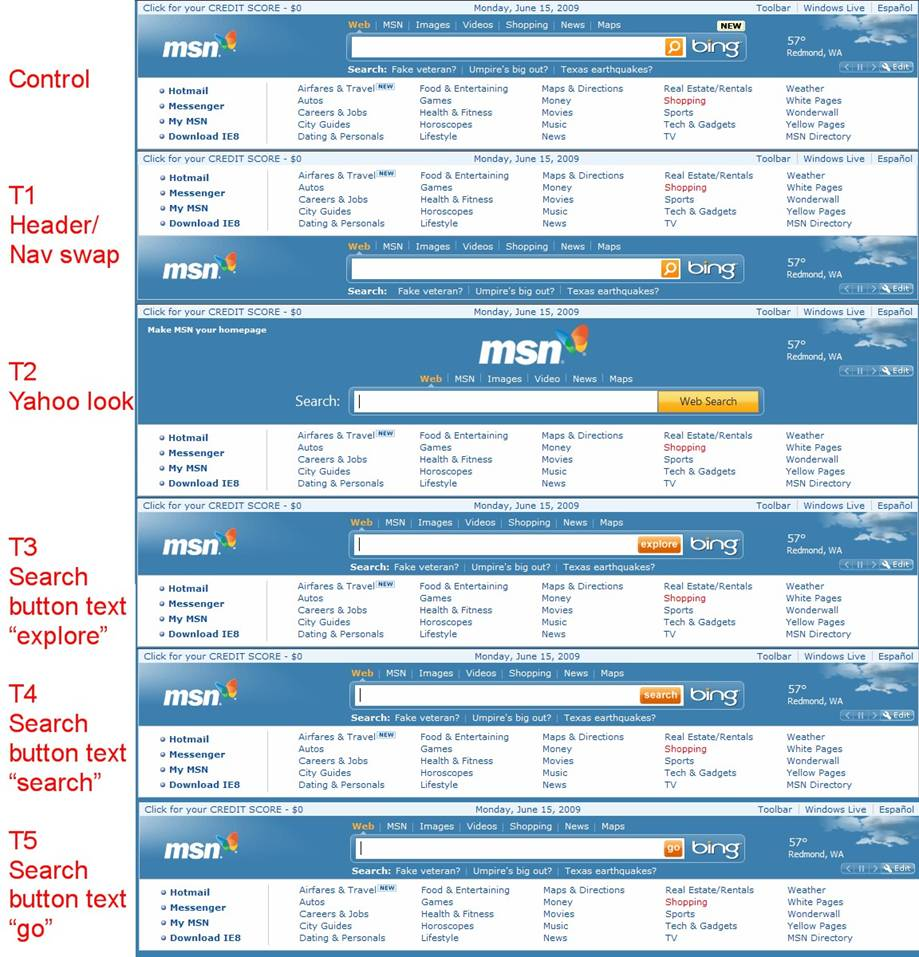 Click for your CREDIT SCORE - $0 Monday, June 15, 2009 Toolbar Windows Live Español
Control
msn
Web MSN Images Videos Shopping News Maps NEW
bing
57°
Redmond, WA
Edit
Search: Fake veteran? Umpire's big out? Texas earthquakes?
Hotmail Airfares & Travel NEW Food & Entertaining Maps & Directions Real Estate/Rentals Weather
Messenger Autos Games Money Shopping White Pages
My MSN Careers & Jobs Health & Fitness Movies Sports Wonderwall
Download IE8 City Guides Horoscopes Music Tech & Gadgets Yellow Pages
Dating & Personals Lifestyle News TV MSN Directory
T1
Header/
Nav swap
Click for your CREDIT SCORE - $0 Monday, June 15, 2009 Toolbar Windows Live Español
Hotmail Airfares & Travel NEW Food & Entertaining Maps & Directions Real Estate/Rentals Weather
Messenger Autos Games Money Shopping White Pages
My MSN Careers & Jobs Health & Fitness Movies Sports Wonderwall
Download IE8 City Guides Horoscopes Music Tech & Gadgets Yellow Pages
Dating & Personals Lifestyle News TV MSN Directory
Web MSN Images Videos Shopping News Maps
msn
bing
57°
Redmond, WA
Edit
Search: Fake veteran? Umpire's big out? Texas earthquakes?
T2
Yahoo look
Click for your CREDIT SCORE - $0 Monday, June 15, 2009 Toolbar Windows Live Español
Make MSN your homepage
msn
57°
Redmond, WA
Edit
Web MSN Images Video News Maps
Search: Web Search
Hotmail Airfares & Travel NEW Food & Entertaining Maps & Directions Real Estate/Rentals Weather
Messenger Autos Games Money Shopping White Pages
My MSN Careers & Jobs Health & Fitness Movies Sports Wonderwall
Download IE8 City Guides Horoscopes Music Tech & Gadgets Yellow Pages
Dating & Personals Lifestyle News TV MSN Directory
T3
Search
button text
“explore”
Click for your CREDIT SCORE - $0 Monday, June 15, 2009 Toolbar Windows Live Español
Web MSN Images Videos Shopping News Maps
msn
explore bing
57°
Redmond, WA
Edit
Search: Fake veteran? Umpire's big out? Texas earthquakes?
Hotmail Airfares & Travel NEW Food & Entertaining Maps & Directions Real Estate/Rentals Weather
Messenger Autos Games Money Shopping White Pages
My MSN Careers & Jobs Health & Fitness Movies Sports Wonderwall
Download IE8 City Guides Horoscopes Music Tech & Gadgets Yellow Pages
Dating & Personals Lifestyle News TV MSN Directory
T4
Search
button text
“search”
Click for your CREDIT SCORE - $0 Monday, June 15, 2009 Toolbar Windows Live Español
Web MSN Images Videos Shopping News Maps
msn
search bing
57°
Redmond, WA
Edit
Search: Fake veteran? Umpire's big out? Texas earthquakes?
Hotmail Airfares & Travel NEW Food & Entertaining Maps & Directions Real Estate/Rentals Weather
Messenger Autos Games Money Shopping White Pages
My MSN Careers & Jobs Health & Fitness Movies Sports Wonderwall
Download IE8 City Guides Horoscopes Music Tech & Gadgets Yellow Pages
Dating & Personals Lifestyle News TV MSN Directory
T5
Search
button text
“go”
Click for your CREDIT SCORE - $0 Monday, June 15, 2009 Toolbar Windows Live Español
Web MSN Images Videos Shopping News Maps
msn
go bing
57°
Redmond, WA
Edit
Search: Fake veteran? Umpire's big out? Texas earthquakes?
Hotmail Airfares & Travel NEW Food & Entertaining Maps & Directions Real Estate/Rentals Weather
Messenger Autos Games Money Shopping White Pages
My MSN Careers & Jobs Health & Fitness Movies Sports Wonderwall
Download IE8 City Guides Horoscopes Music Tech & Gadgets Yellow Pages
Dating & Personals Lifestyle News TV MSN Directory